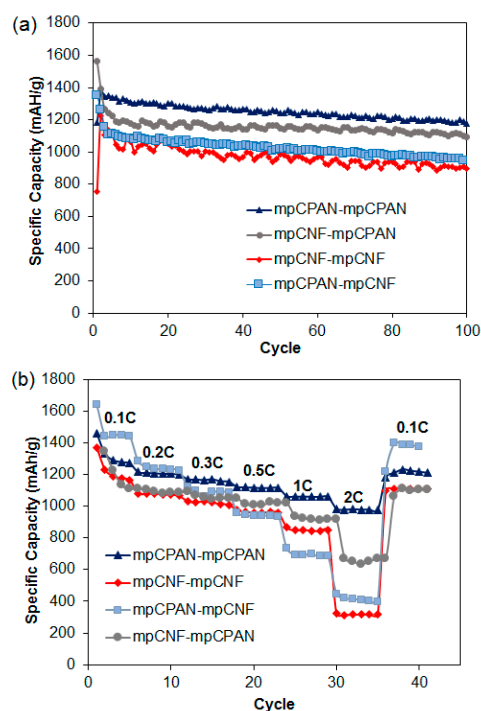 (a)
1800
1600
1400
1200
1000
800
600
400
200
0
Specific Capacity (mAH/g)
mpCPAN-mpCPAN
mpCNF-mpCPAN
mpCNF-mpCNF
mpCPAN-mpCNF
0 20 40 60 80 100
Cycle
(b)
1800
1600
1400
1200
1000
800
600
400
200
0
Specific Capacity (mAh/g)
0.1C
0.2C
0.3C
0.5C
1C
2C
0.1C
mpCPAN-mpCPAN
mpCNF-mpCNF
mpCPAN-mpCNF
mpCNF-mpCPAN
0 10 20 30 40
Cycle